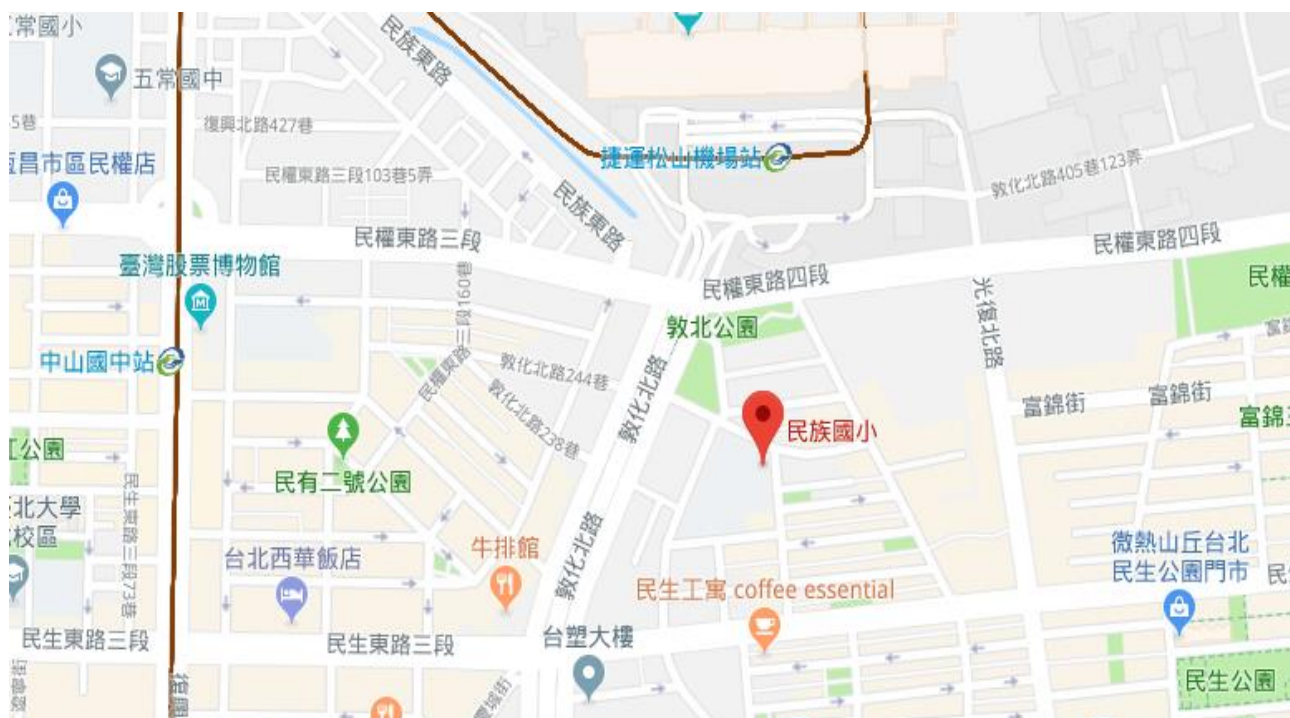 常國小
五常國中
民族東路
復興北路427巷
5巷
昌市區民權店
民權東路三段103巷5弄
捷運松山機場站
敦化北路405巷123弄
民族東路
民權東路三段
民權東路四段
民權東路四段
臺灣股票博物館
民權東路三段160巷
光復北路
民權
敦北公園
富錦
中山國中站
敦化北路244巷
敦化北路
敦化北路238巷
富錦街
富錦街
民族國小
富錦
公園
民有二號公園
民生東路三段73巷
北大學
校區
台北西華飯店
牛排館
敦化北路
民生工寓 coffee essential
微熱山丘台北
民生公園門市
民生東路三段
民生東路三段
台塑大樓
民生公園